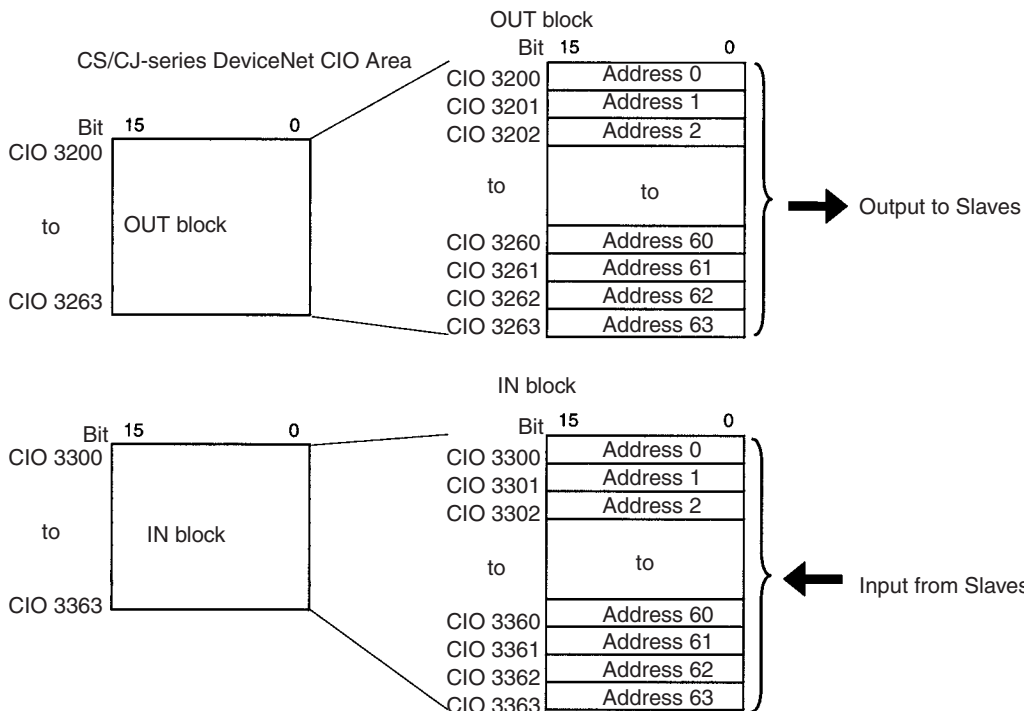 OUT block
CS/CJ-series DeviceNet CIO Area
Bit 15 0
CIO 3200 Address 0
CIO 3201 Address 1
CIO 3202 Address 2
to to
CIO 3260 Address 60
CIO 3261 Address 61
CIO 3262 Address 62
CIO 3263 Address 63
Output to Slaves
Bit 15 0
CIO 3200
to
OUT block
CIO 3263
IN block
Bit 15 0
CIO 3300 Address 0
CIO 3301 Address 1
CIO 3302 Address 2
to to
CIO 3360 Address 60
CIO 3361 Address 61
CIO 3362 Address 62
CIO 3363 Address 63
Input from Slaves
Bit 15 0
CIO 3300
to
IN block
CIO 3363